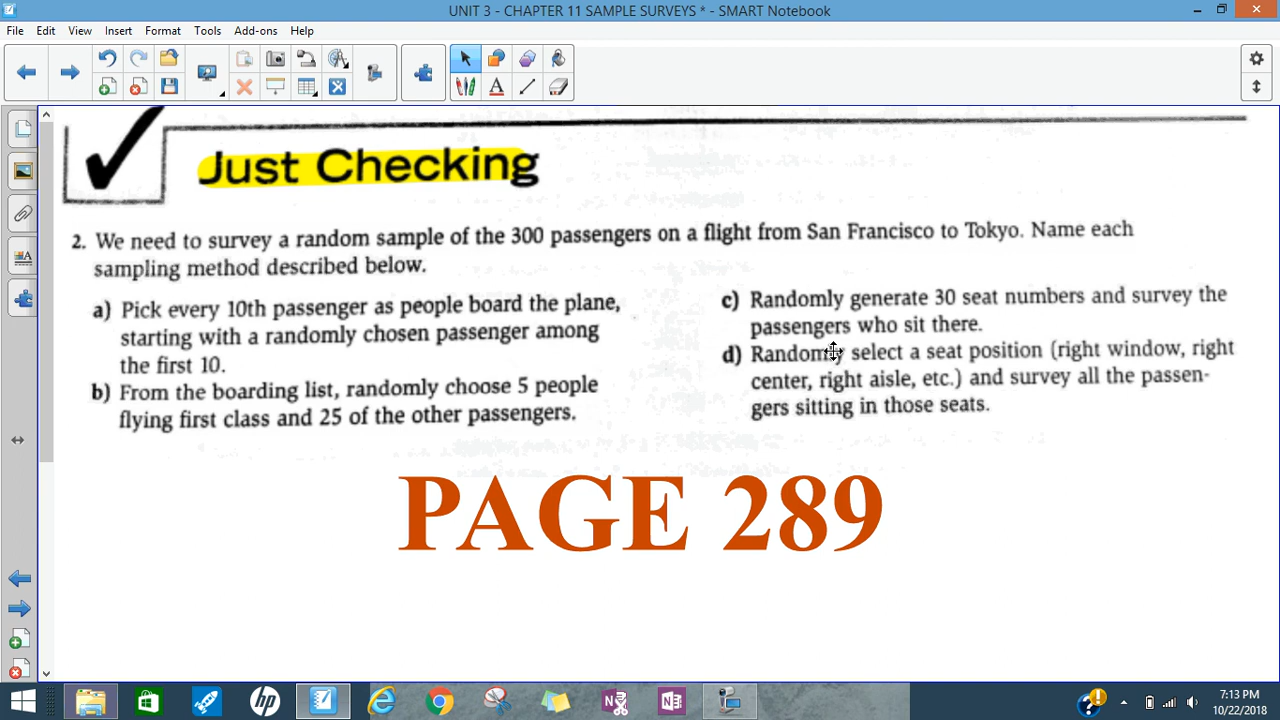 UNIT 3 - CHAPTER 11 SAMPLE SURVEYS * - SMART Notebook
File Edit View Insert Format Tools Add-ons Help
Just Checking
2. We need to survey a random sample of the 300 passengers on a flight from San Francisco to Tokyo. Name each
sampling method described below.
a) Pick every 10th passenger as people board the plane,
starting with a randomly chosen passenger among
the first 10.
b) From the boarding list, randomly choose 5 people
flying first class and 25 of the other passengers.
c) Randomly generate 30 seat numbers and survey the
passengers who sit there.
d) Randomly select a seat position (right window, right
center, right aisle, etc.) and survey all the passen-
gers sitting in those seats.
PAGE 289
7:13 PM
10/22/2018